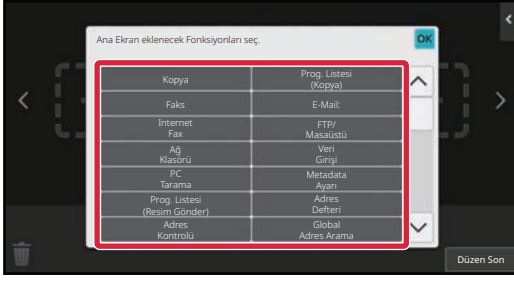 Ana Ekran eklenecek Fonksiyonları seç.
OK
Kopya
Prog. Listesi
(Kopya)
Faks
E-Mail:
Internet
Fax
FTP/
Masaüstü
Ağ
Klasörü
Veri
Girişi
PC
Tarama
Metadata
Ayarı
Prog. Listesi
(Resim Gönder)
Adres
Defteri
Adres
Kontrolü
Global
Adres Arama
Düzen Son